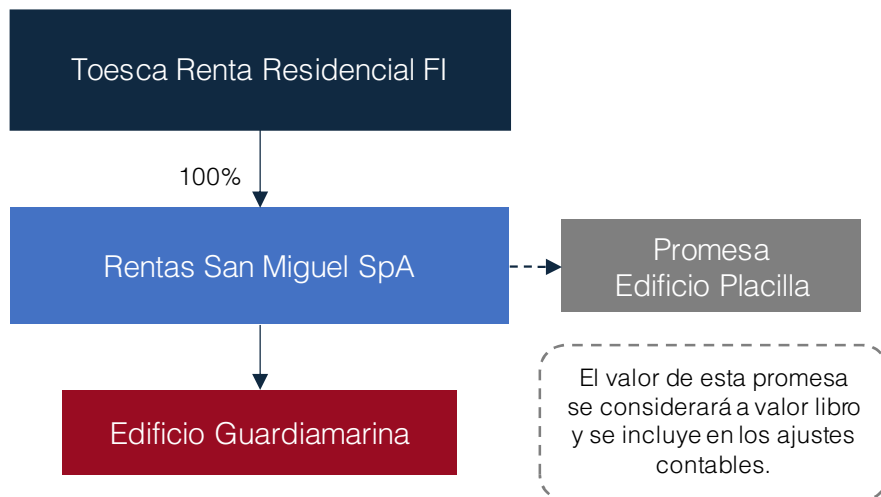 Toesca Renta Residencial FI
100%
Rentas San Miguel SpA
Promesa
Edificio Placilla
El valor de esta promesa
se considerará a valor libro
y se incluye en los ajustes
contables.
Edificio Guardiamarina